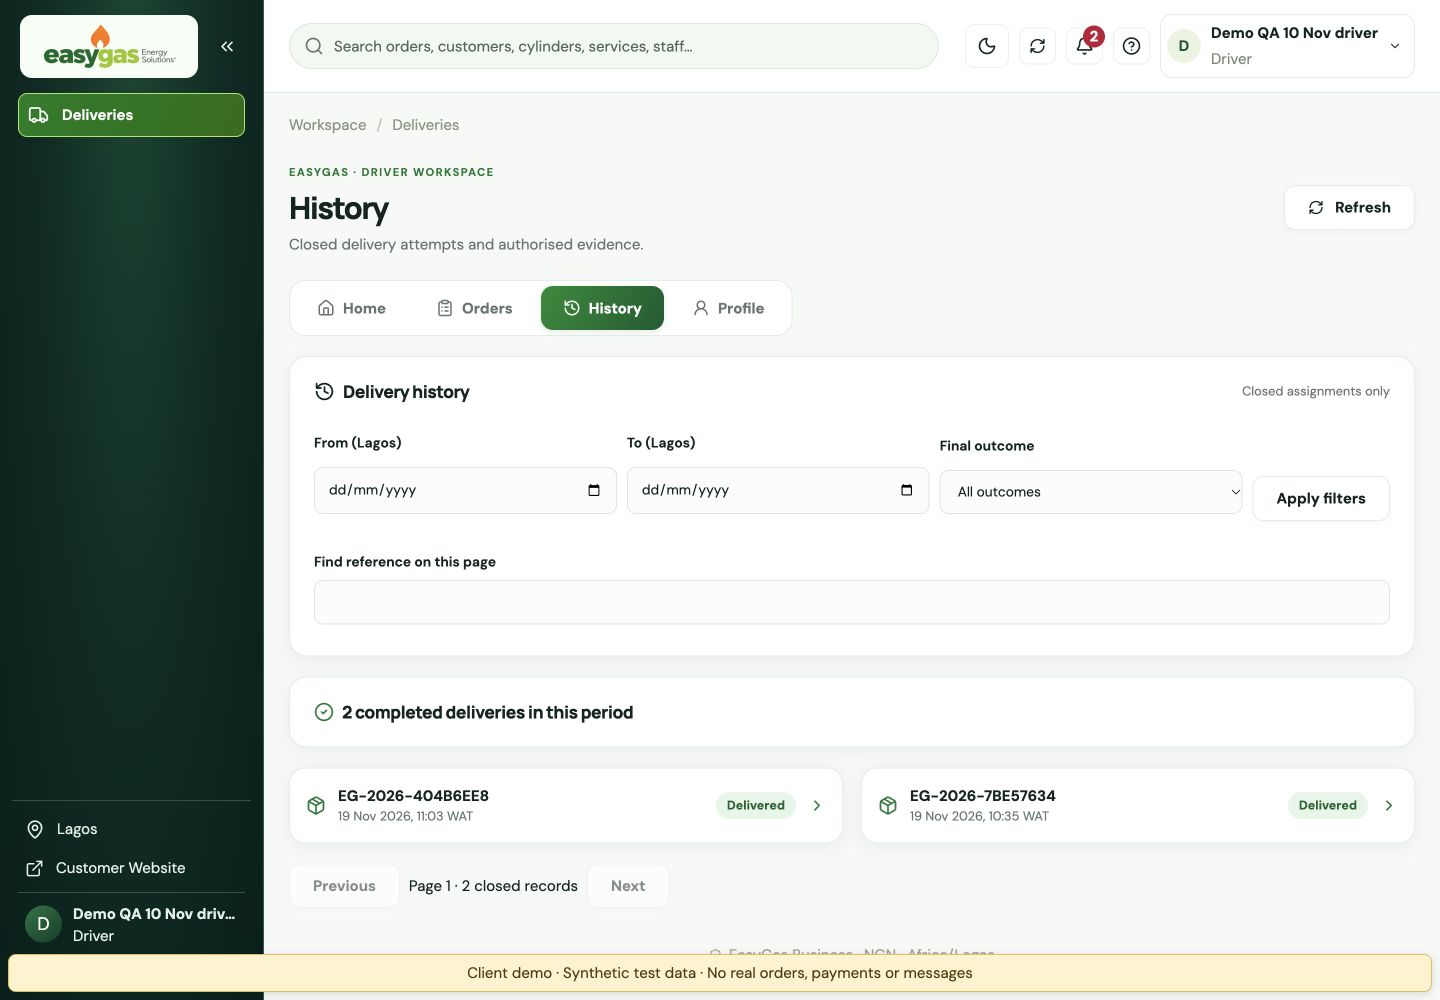 easygas Energy Solutions
Deliveries
Search orders, customers, cylinders, services, staff...
2
D
Demo QA 10 Nov driver
Driver
Workspace / Deliveries
EASYGAS · DRIVER WORKSPACE
History
Closed delivery attempts and authorised evidence.
Refresh
Home
Orders
History
Profile
Delivery history
Closed assignments only
From (Lagos)
To (Lagos)
Final outcome
dd/mm/yyyy
dd/mm/yyyy
All outcomes
Apply filters
Find reference on this page
2 completed deliveries in this period
EG-2026-404B6EE8
19 Nov 2026, 11:03 WAT
Delivered
EG-2026-7BE57634
19 Nov 2026, 10:35 WAT
Delivered
Previous
Page 1 · 2 closed records
Next
Lagos
Customer Website
D
Demo QA 10 Nov driv...
Driver
EasyGas Business · NGN · Africa/Lagos
Client demo · Synthetic test data · No real orders, payments or messages